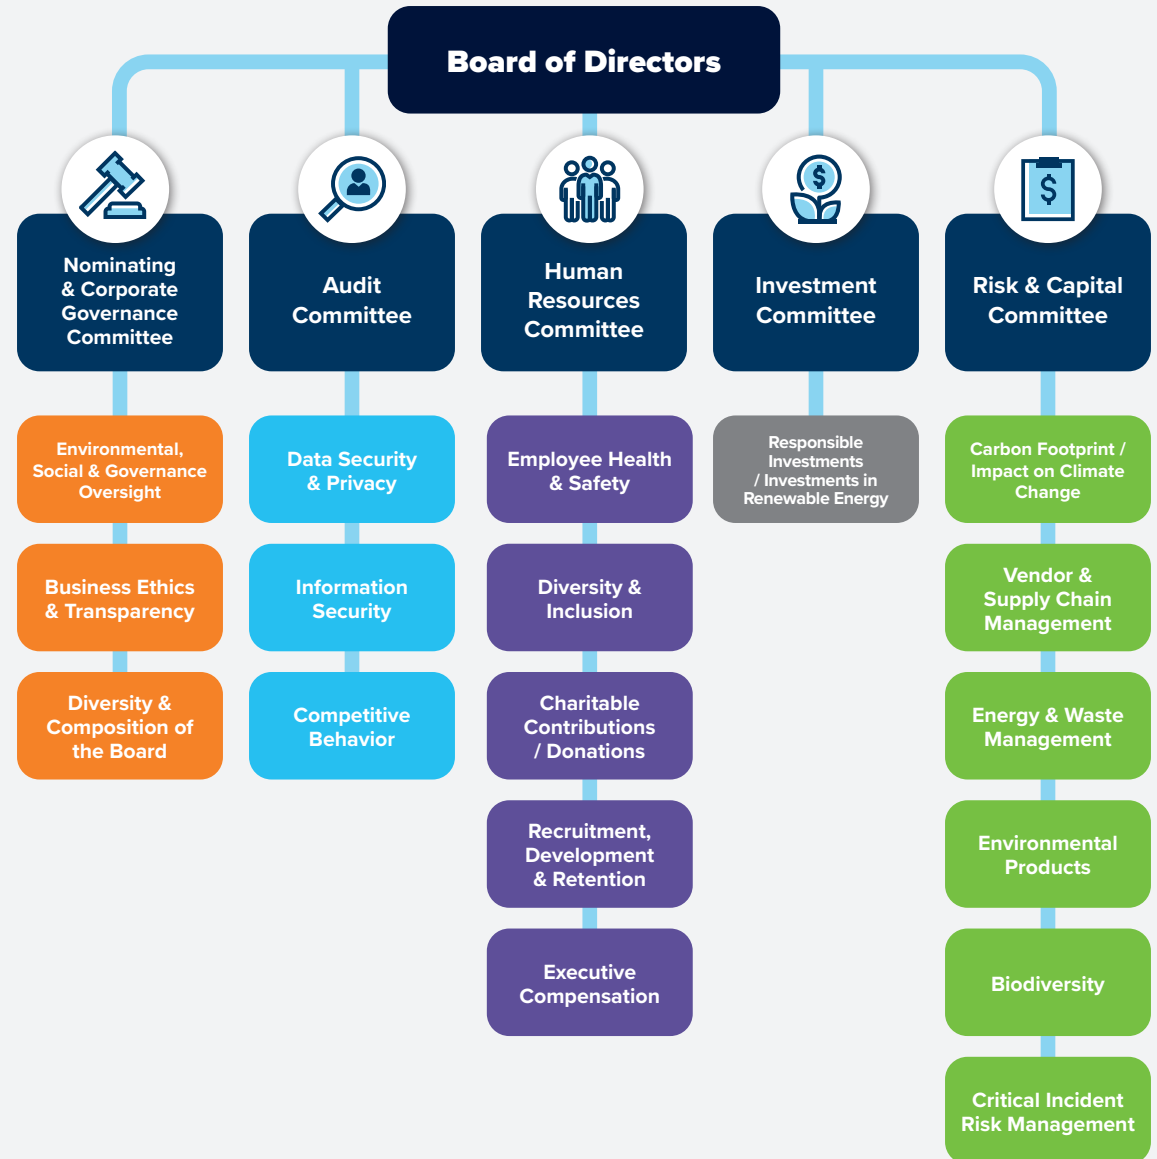 Board of Directors
Nominating
& Corporate
Governance
Committee
Audit
Committee
Human
Resources
Committee
Investment
Committee
Risk & Capital
Committee
Environmental,
Social & Governance
Oversight
Business Ethics
& Transparency
Diversity &
Composition of
the Board
Data Security
& Privacy
Information
Security
Competitive
Behavior
Employee Health
& Safety
Diversity &
Inclusion
Charitable
Contributions
/ Donations
Recruitment,
Development
& Retention
Executive
Compensation
Responsible
Investments
/ Investments in
Renewable Energy
Carbon Footprint /
Impact on Climate
Change
Vendor &
Supply Chain
Management
Energy & Waste
Management
Environmental
Products
Biodiversity
Critical Incident
Risk Management